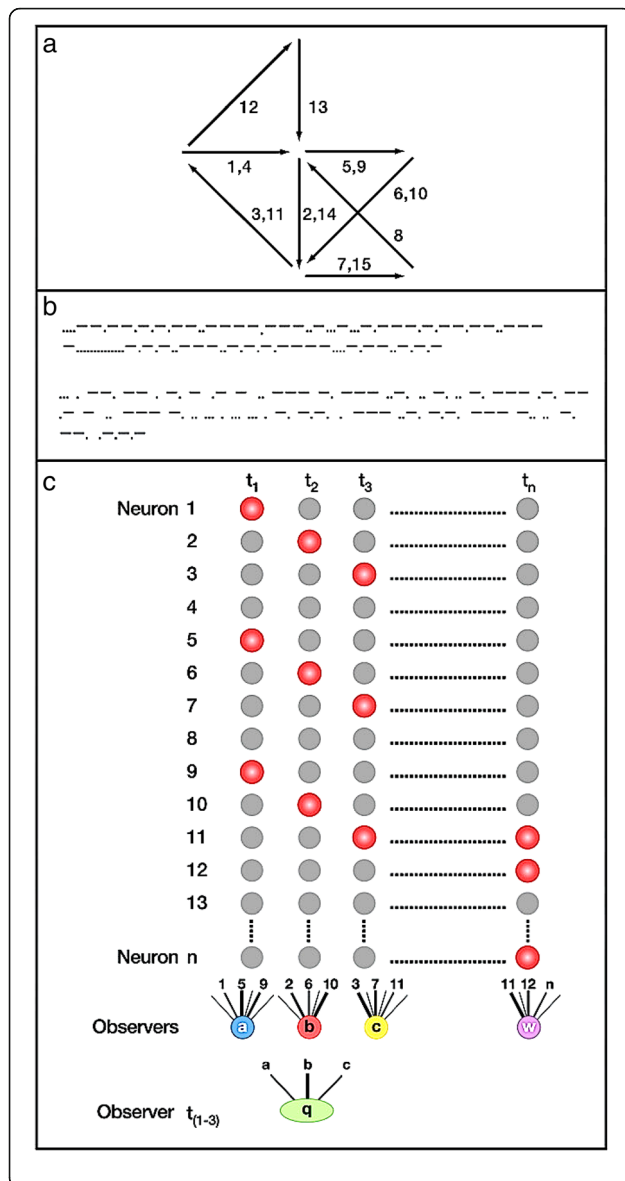 a
12
13
1,4
5,9
3,11
2,14
6,10
8
7,15
b
c
t1 t2 t3 tn
Neuron 1
2
3
4
5
6
7
8
9
10
11
12
13
Neuron n
1 5 9 2 6 10 3 7 11 11 12 n
Observers a b c w
a b c
Observer t(1-3) q